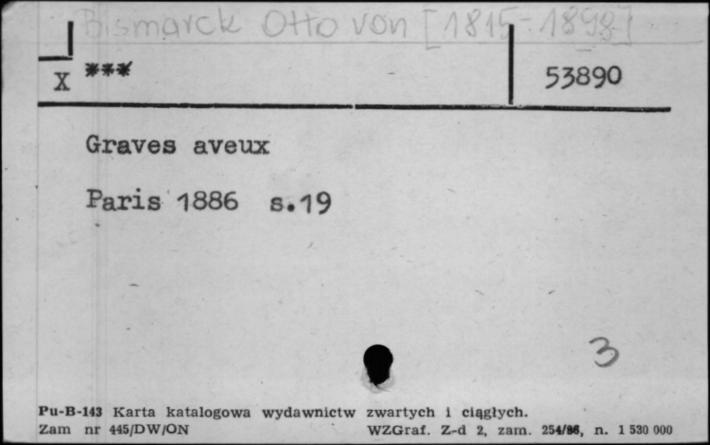 Bismarck Otto von [1815-1898]
X *** 53890
Graves aveux
Paris 1886 s.19
3
Pu-B-143 Karta katalogowa wydawnictw zwartych i ciągłych.
Zam nr 445/DW/ON WZGraf. Z-d 2, zam. 254/86, n. 1 530 000